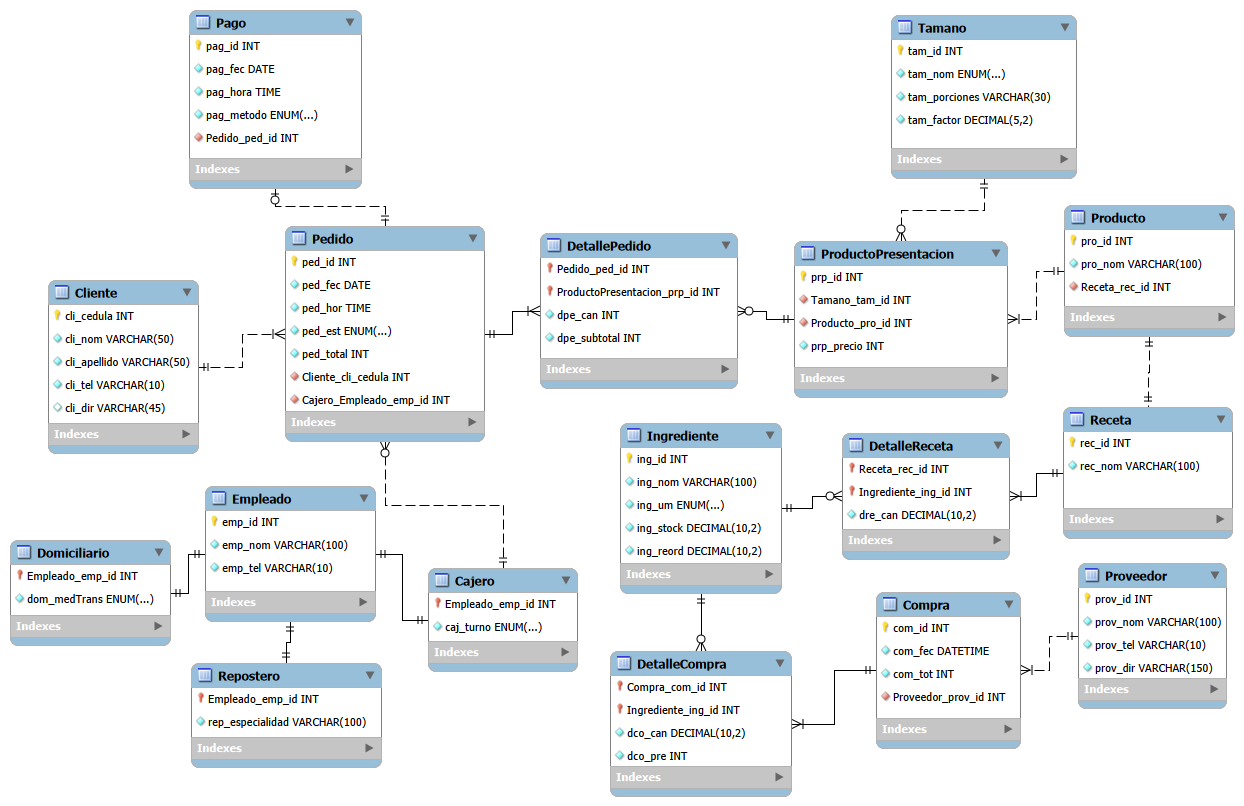 Pago
pag_id INT
pag_fec DATE
pag_hora TIME
pag_metodo ENUM(...)
Pedido_ped_id INT
Indexes
Tamano
tam_id INT
tam_nom ENUM(...)
tam_porciones VARCHAR(30)
tam_factor DECIMAL(5,2)
Indexes
Producto
pro_id INT
pro_nom VARCHAR(100)
Receta_rec_id INT
Indexes
Pedido
ped_id INT
ped_fec DATE
ped_hor TIME
ped_est ENUM(...)
ped_total INT
Cliente_cli_cedula INT
Cajero_Empleado_emp_id INT
Indexes
DetallePedido
Pedido_ped_id INT
ProductoPresentacion_prp_id INT
dpe_can INT
dpe_subtotal INT
Indexes
ProductoPresentacion
prp_id INT
Tamano_tam_id INT
Producto_pro_id INT
prp_precio INT
Indexes
Cliente
cli_cedula INT
cli_nom VARCHAR(50)
cli_apellido VARCHAR(50)
cli_tel VARCHAR(10)
cli_dir VARCHAR(45)
Indexes
Ingrediente
ing_id INT
ing_nom VARCHAR(100)
ing_um ENUM(...)
ing_stock DECIMAL(10,2)
ing_reord DECIMAL(10,2)
Indexes
DetalleReceta
Receta_rec_id INT
Ingrediente_ing_id INT
dre_can DECIMAL(10,2)
Indexes
Receta
rec_id INT
rec_nom VARCHAR(100)
Indexes
Empleado
emp_id INT
emp_nom VARCHAR(100)
emp_tel VARCHAR(10)
Indexes
Domiciliario
Empleado_emp_id INT
dom_medTrans ENUM(...)
Indexes
Cajero
Empleado_emp_id INT
caj_turno ENUM(...)
Indexes
Repostero
Empleado_emp_id INT
rep_especialidad VARCHAR(100)
Indexes
DetalleCompra
Compra_com_id INT
Ingrediente_ing_id INT
dco_can DECIMAL(10,2)
dco_pre INT
Indexes
Compra
com_id INT
com_fec DATETIME
com_tot INT
Proveedor_prov_id INT
Indexes
Proveedor
prov_id INT
prov_nom VARCHAR(100)
prov_tel VARCHAR(10)
prov_dir VARCHAR(150)
Indexes